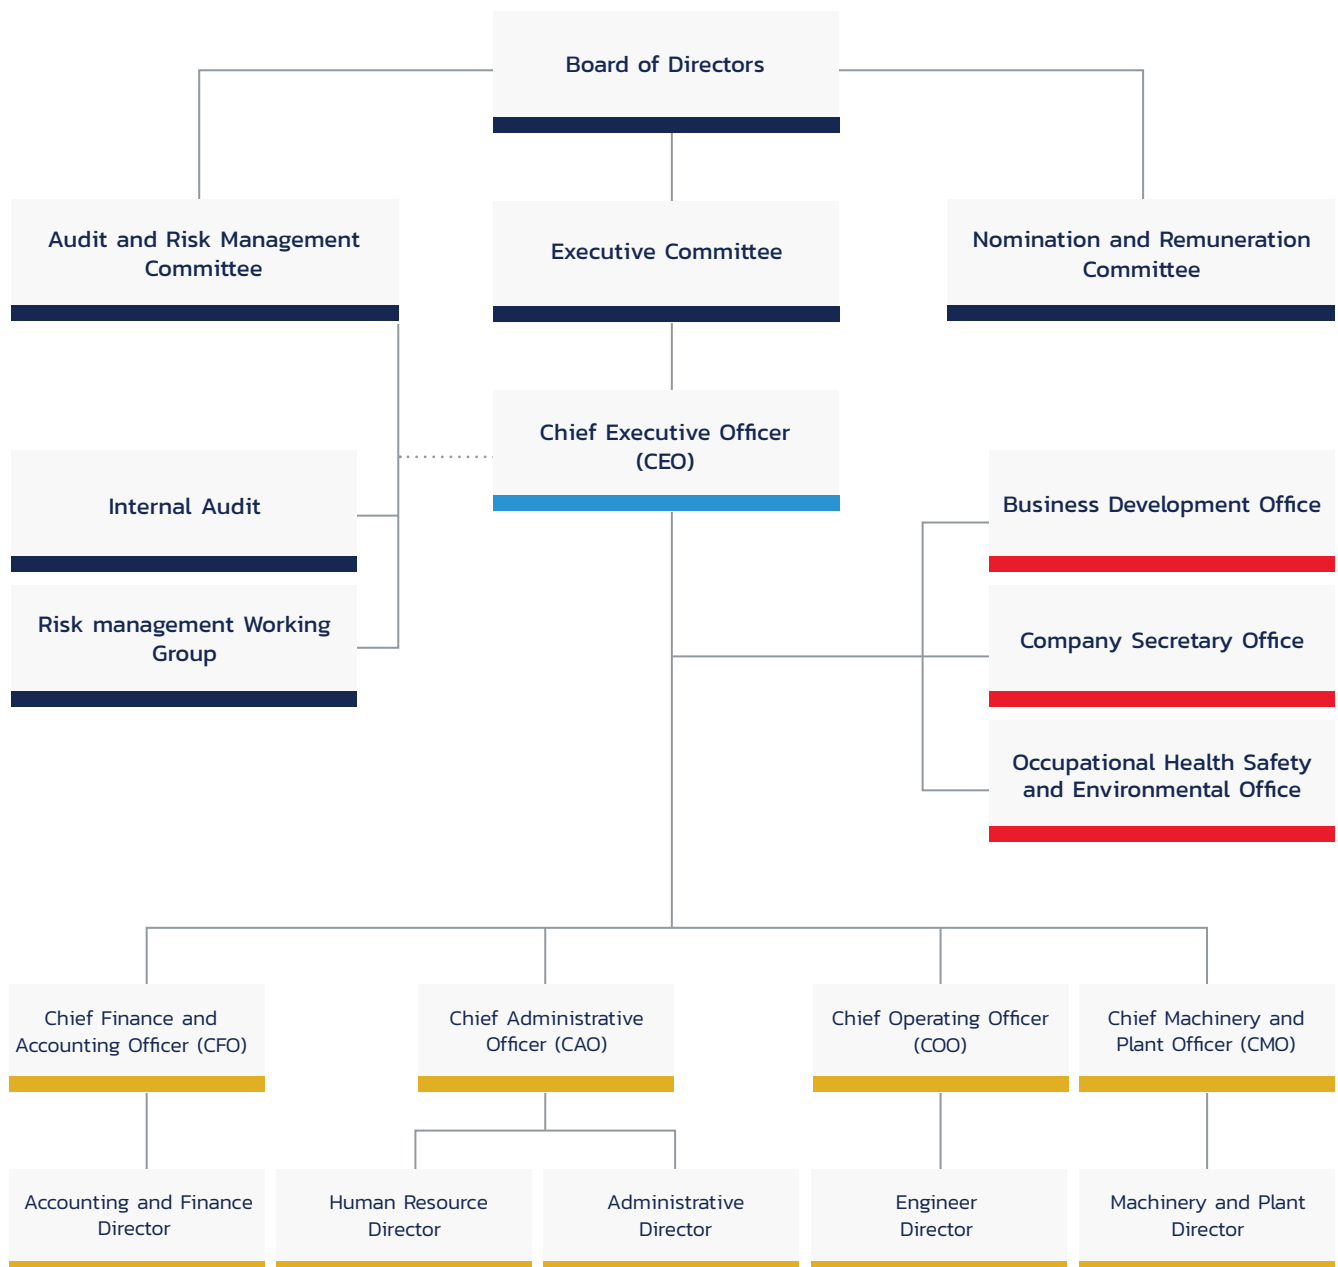 Board of Directors
Audit and Risk Management
Committee
Executive Committee
Nomination and Remuneration
Committee
Chief Executive Officer
(CEO)
Internal Audit
Business Development Office
Risk management Working
Group
Company Secretary Office
Occupational Health Safety
and Environmental Office
Chief Finance and
Accounting Officer (CFO)
Chief Administrative
Officer (CAO)
Chief Operating Officer
(COO)
Chief Machinery and
Plant Officer (CMO)
Accounting and Finance
Director
Human Resource
Director
Administrative
Director
Engineer
Director
Machinery and Plant
Director